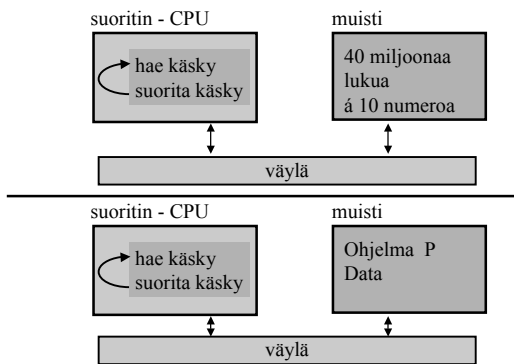 suoritin - CPU
muisti
hae käsky
suorita käsky
40 miljoonaa
lukua
á 10 numeroa
väylä
suoritin - CPU
muisti
hae käsky
suorita käsky
Ohjelma P
Data
väylä